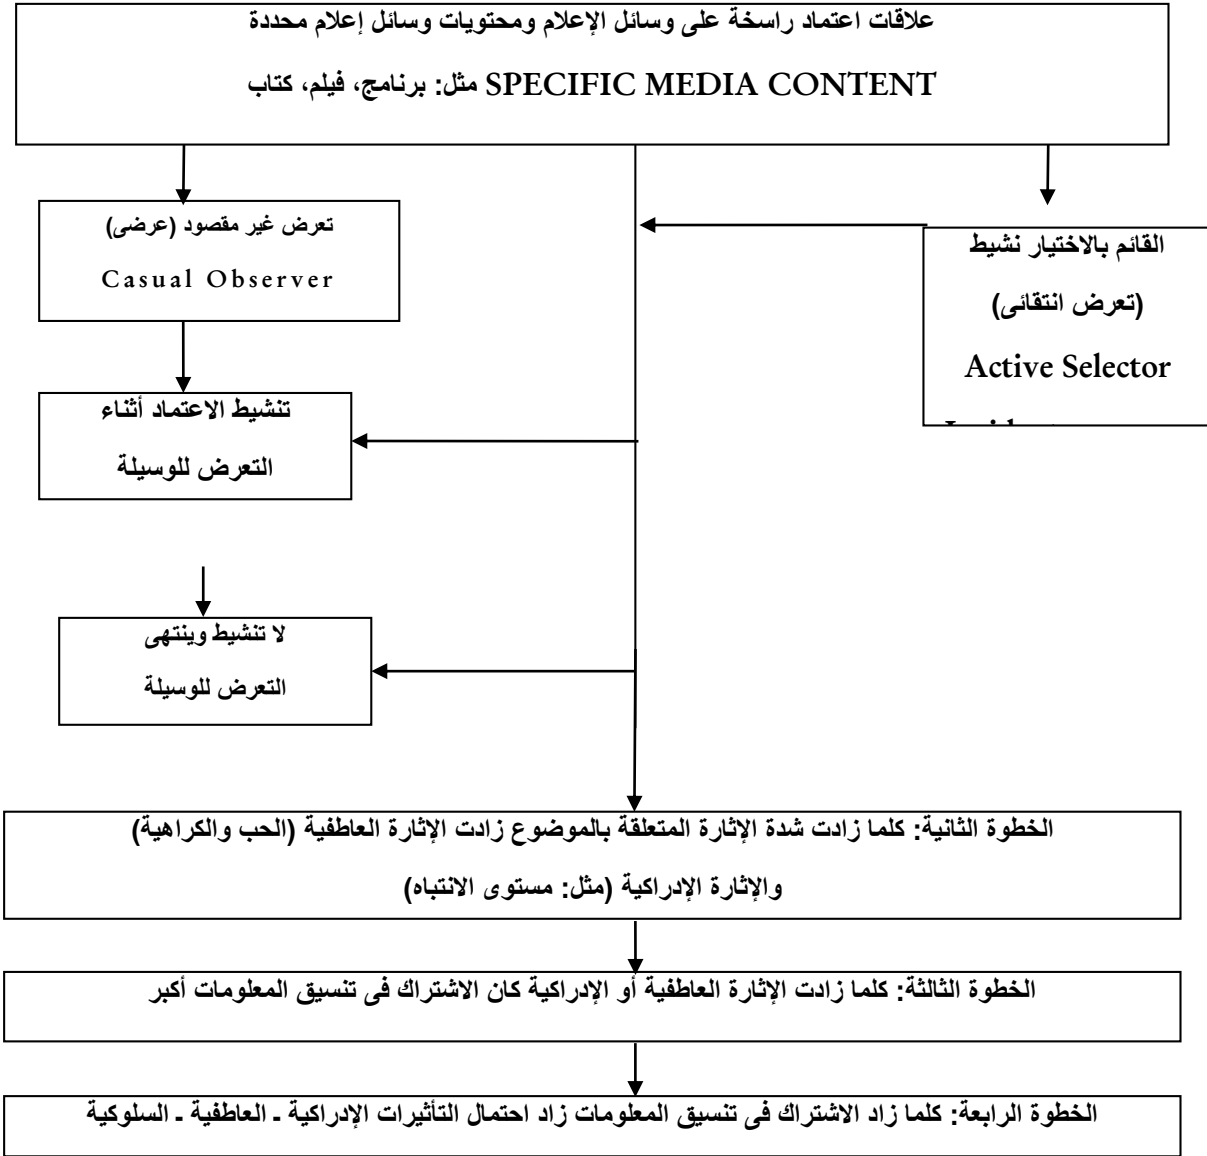 علاقات اعتماد راسخة على وسائل الإعلام ومحتويات وسائل إعلام محددة
SPECIFIC MEDIA CONTENT مثل: برنامج، فيلم، كتاب
القائم بالاختيار نشيط
(تعرض انتقائى)
Active Selector
تعرض غير مقصود (عرضى)
Casual Observer
تنشيط الاعتماد أثناء
التعرض للوسيلة
لا تنشيط وينتهى
التعرض للوسيلة
الخطوة الثانية: كلما زادت شدة الإثارة المتعلقة بالموضوع زادت الإثارة العاطفية (الحب والكراهية)
والإثارة الإدراكية (مثل: مستوى الانتباه)
الخطوة الثالثة: كلما زادت الإثارة العاطفية أو الإدراكية كان الاشتراك فى تنسيق المعلومات أكبر
الخطوة الرابعة: كلما زاد الاشتراك فى تنسيق المعلومات زاد احتمال التأثيرات الإدراكية ـ العاطفية ـ السلوكية